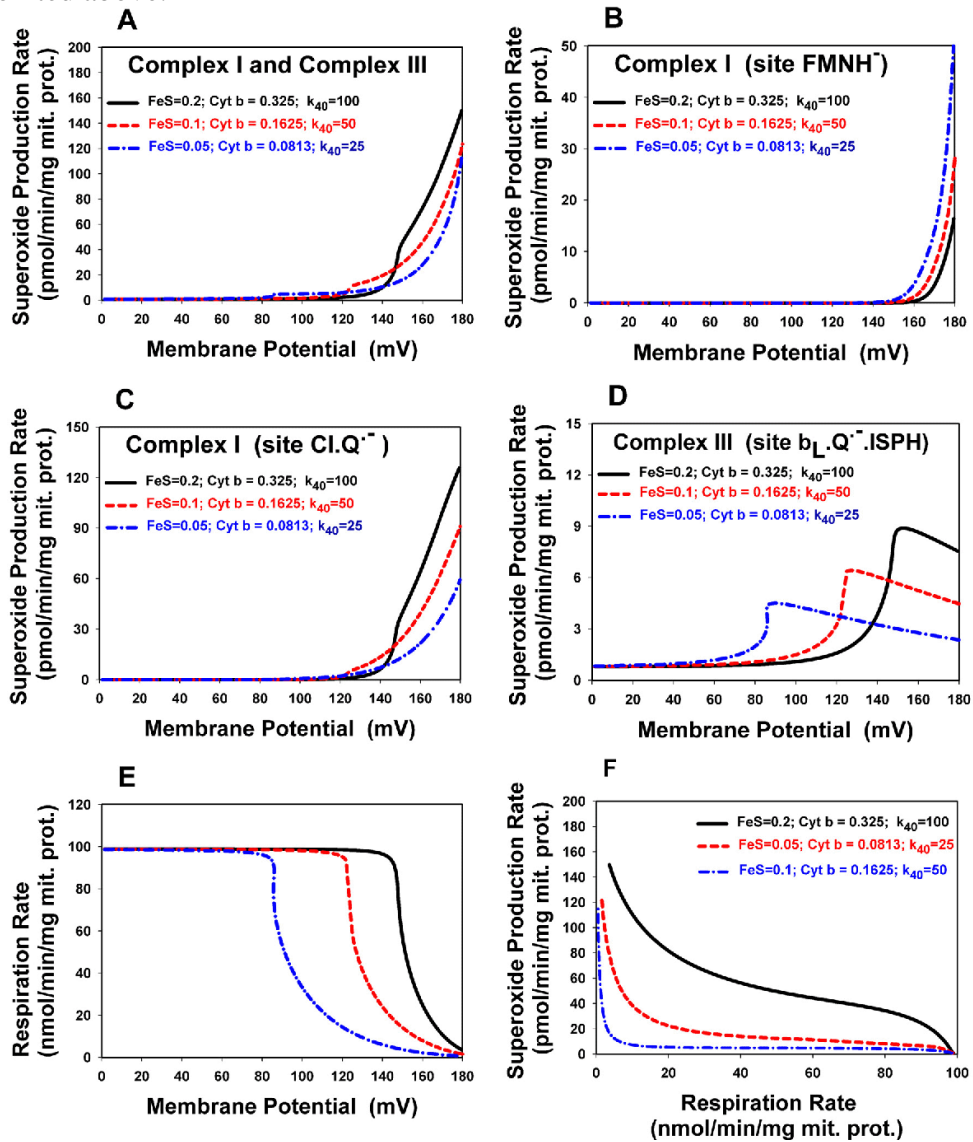 A
Superoxide Production Rate
(pmol/min/mg mit. prot.)
200
180
160
140
120
100
80
60
40
20
0
Complex I and Complex III
FeS=0.2; Cyt b = 0.325; k40=100
FeS=0.1; Cyt b = 0.1625; k40=50
FeS=0.05; Cyt b = 0.0813; k40=25
0 20 40 60 80 100 120 140 160 180
Membrane Potential (mV)
B
Superoxide Production Rate
(pmol/min/mg mit. prot.)
50
40
30
20
10
0
Complex I (site FMNH⁻)
FeS=0.2; Cyt b = 0.325; k40=100
FeS=0.1; Cyt b = 0.1625; k40=50
FeS=0.05; Cyt b = 0.0813; k40=25
0 20 40 60 80 100 120 140 160 180
Membrane Potential (mV)
C
Superoxide Production Rate
(pmol/min/mg mit. prot.)
150
120
90
60
30
0
Complex I (site CI.Q·⁻ )
FeS=0.2; Cyt b = 0.325; k40=100
FeS=0.1; Cyt b = 0.1625; k40=50
FeS=0.05; Cyt b = 0.0813; k40=25
0 20 40 60 80 100 120 140 160 180
Membrane Potential (mV)
D
Superoxide Production Rate
(pmol/min/mg mit. prot.)
15
12
9
6
3
0
Complex III (site bL.Q·⁻.ISPH)
FeS=0.2; Cyt b = 0.325; k40=100
FeS=0.1; Cyt b = 0.1625; k40=50
FeS=0.05; Cyt b = 0.0813; k40=25
0 20 40 60 80 100 120 140 160 180
Membrane Potential (mV)
E
Respiration Rate
(nmol/min/mg mit. prot.)
120
100
80
60
40
20
0
0 20 40 60 80 100 120 140 160 180
Membrane Potential (mV)
F
Superoxide Production Rate
(pmol/min/mg mit. prot.)
200
180
160
140
120
100
80
60
40
20
0
FeS=0.2; Cyt b = 0.325; k40=100
FeS=0.05; Cyt b = 0.0813; k40=25
FeS=0.1; Cyt b = 0.1625; k40=50
0 20 40 60 80 100
Respiration Rate
(nmol/min/mg mit. prot.)